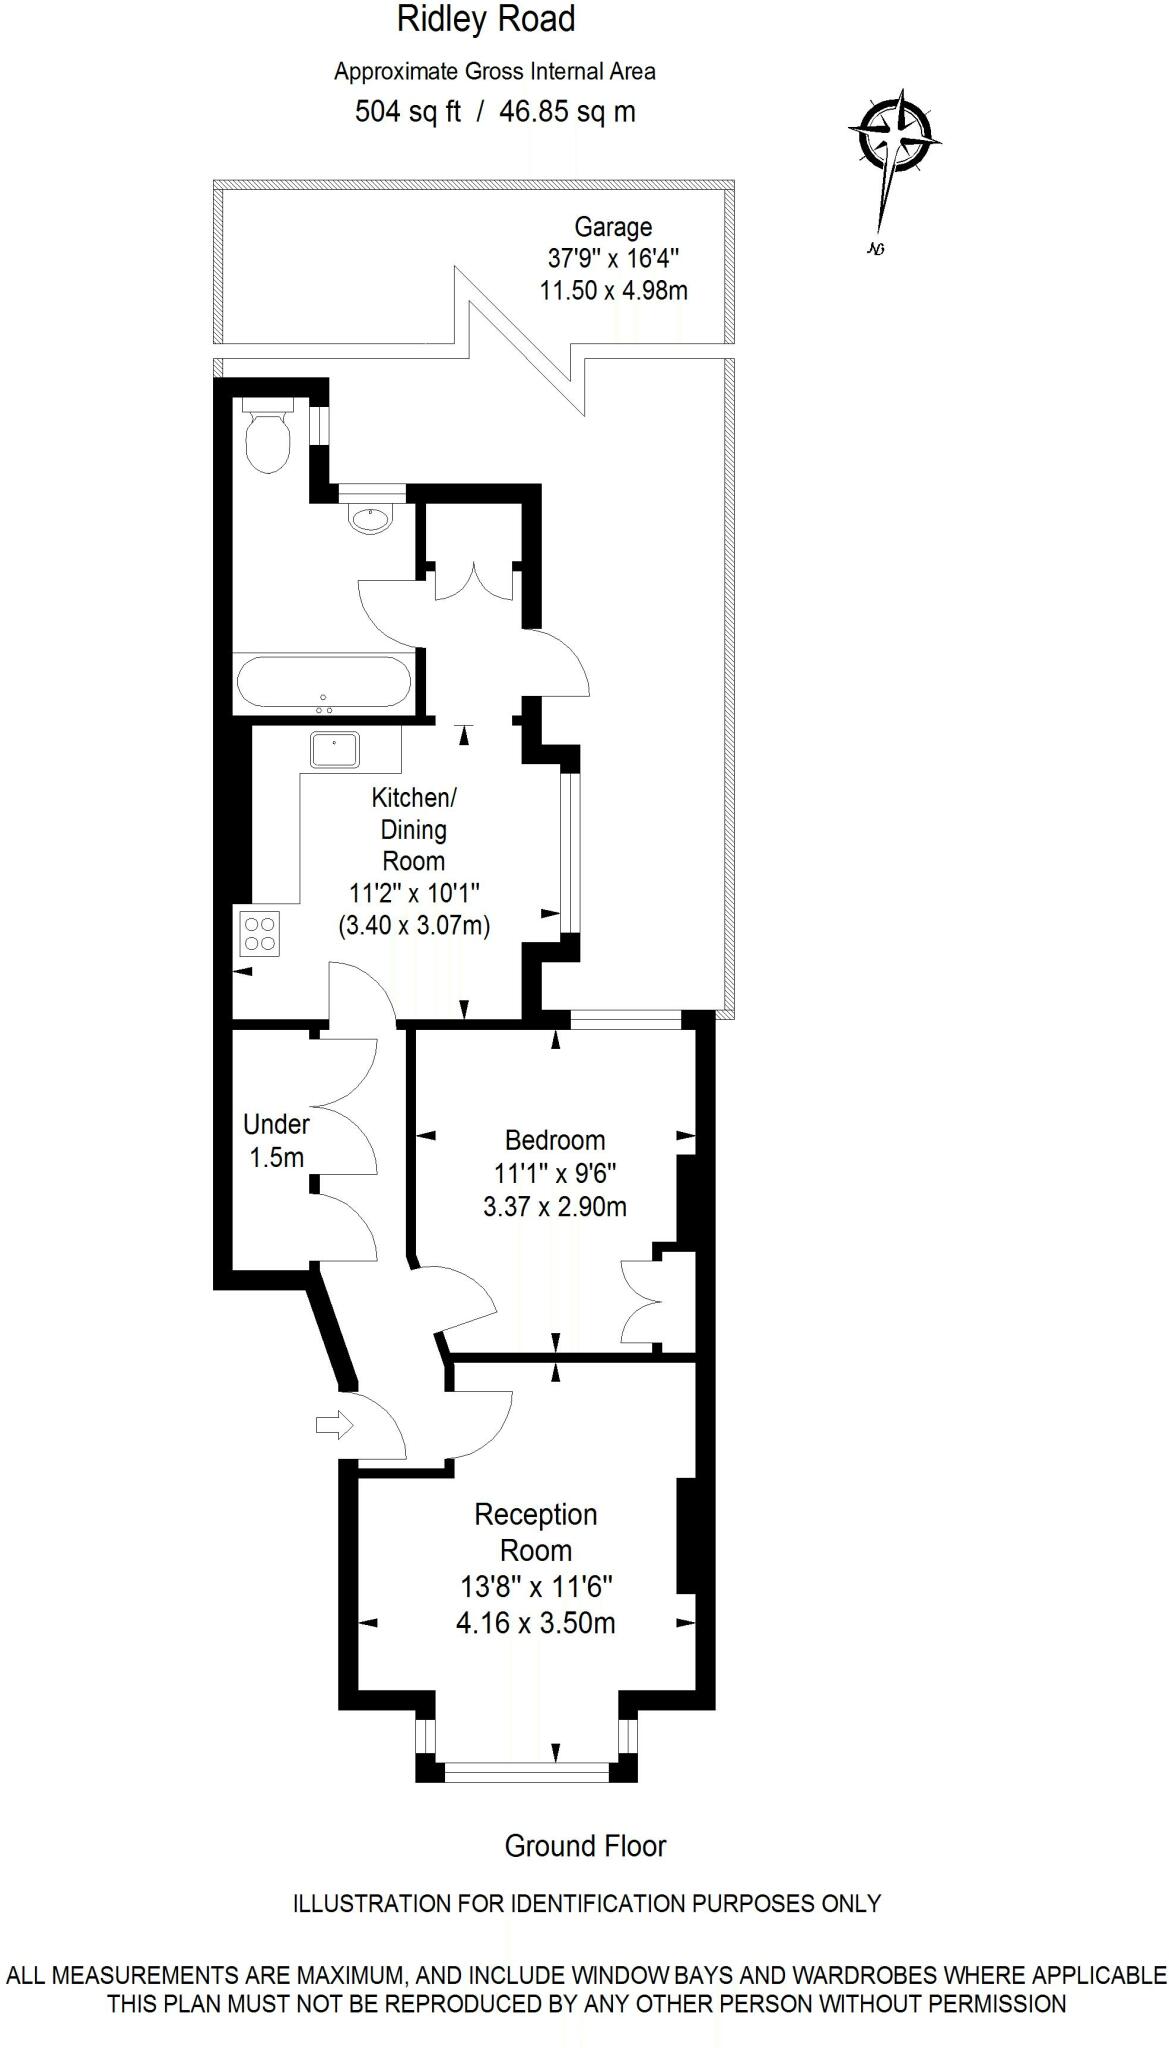 Ridley Road
Approximate Gross Internal Area
504 sq ft / 46.85 sq m
N
Garage
37'9" x 16'4"
11.50 x 4.98m
Kitchen/
Dining
Room
11'2" x 10'1"
(3.40 x 3.07m)
Under
1.5m
Bedroom
11'1" x 9'6"
3.37 x 2.90m
Reception
Room
13'8" x 11'6"
4.16 x 3.50m
Ground Floor
ILLUSTRATION FOR IDENTIFICATION PURPOSES ONLY
ALL MEASUREMENTS ARE MAXIMUM, AND INCLUDE WINDOW BAYS AND WARDROBES WHERE APPLICABLE
THIS PLAN MUST NOT BE REPRODUCED BY ANY OTHER PERSON WITHOUT PERMISSION